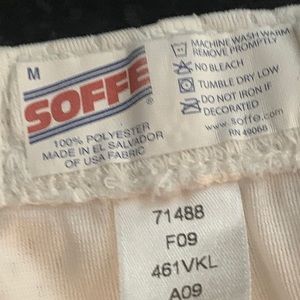 M
SOFFE®
100% POLYESTER
MADE IN EL SALVADOR
OF USA FABRIC
MACHINE WASH WARM
REMOVE PROMPTLY
NO BLEACH
TUMBLE DRY LOW
DO NOT IRON IF
DECORATED
www.soffe.com
RN 49068
71488
F09
461VKL
A09